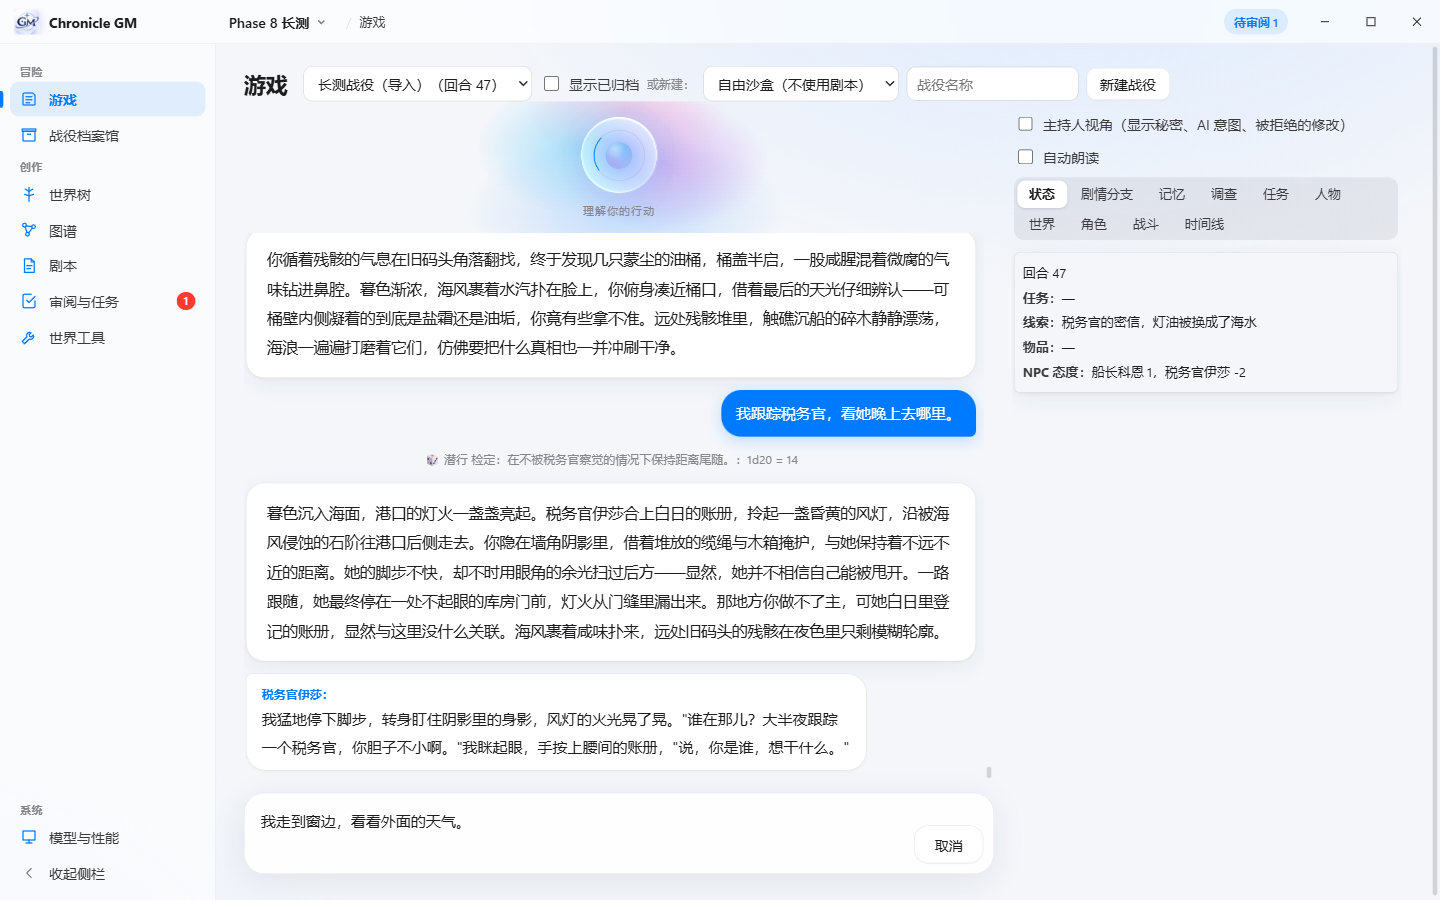 Chronicle GM
Phase 8 长测
/ 游戏
待审阅 1
冒险
游戏
战役档案馆
创作
世界树
图谱
剧本
审阅与任务
1
世界工具
系统
模型与性能
收起侧栏
游戏
长测战役（导入）（回合 47）
显示已归档
或新建：
自由沙盒（不使用剧本）
战役名称
新建战役
理解你的行动
你循着残骸的气息在旧码头角落翻找，终于发现几只蒙尘的油桶，桶盖半启，一股咸腥混着微腐的气
味钻进鼻腔。暮色渐浓，海风裹着水汽扑在脸上，你俯身凑近桶口，借着最后的天光仔细辨认——可
桶壁内侧凝着的到底是盐霜还是油垢，你竟有些拿不准。远处残骸堆里，触礁沉船的碎木静静漂荡，
海浪一遍遍打磨着它们，仿佛要把什么真相也一并冲刷干净。
我跟踪税务官，看她晚上去哪里。
潜行 检定：在不被税务官察觉的情况下保持距离尾随。：1d20 = 14
暮色沉入海面，港口的灯火一盏盏亮起。税务官伊莎合上白日的账册，拎起一盏昏黄的风灯，沿被海
风侵蚀的石阶往港口后侧走去。你隐在墙角阴影里，借着堆放的缆绳与木箱掩护，与她保持着不远不
近的距离。她的脚步不快，却不时用眼角的余光扫过后方——显然，她并不相信自己能被甩开。一路
跟随，她最终停在一处不起眼的库房门前，灯火从门缝里漏出来。那地方你做不了主，可她白日里登
记的账册，显然与这里没什么关联。海风裹着咸味扑来，远处旧码头的残骸在夜色里只剩模糊轮廓。
税务官伊莎：
我猛地停下脚步，转身盯住阴影里的身影，风灯的火光晃了晃。"谁在那儿？大半夜跟踪
一个税务官，你胆子不小啊。"我眯起眼，手按上腰间的账册，"说，你是谁，想干什么。"
我走到窗边，看看外面的天气。
取消
主持人视角（显示秘密、AI 意图、被拒绝的修改）
自动朗读
状态
剧情分支
记忆
调查
任务
人物
世界
角色
战斗
时间线
回合 47
任务：—
线索：税务官的密信，灯油被换成了海水
物品：—
NPC 态度：船长科恩 1，税务官伊莎 -2